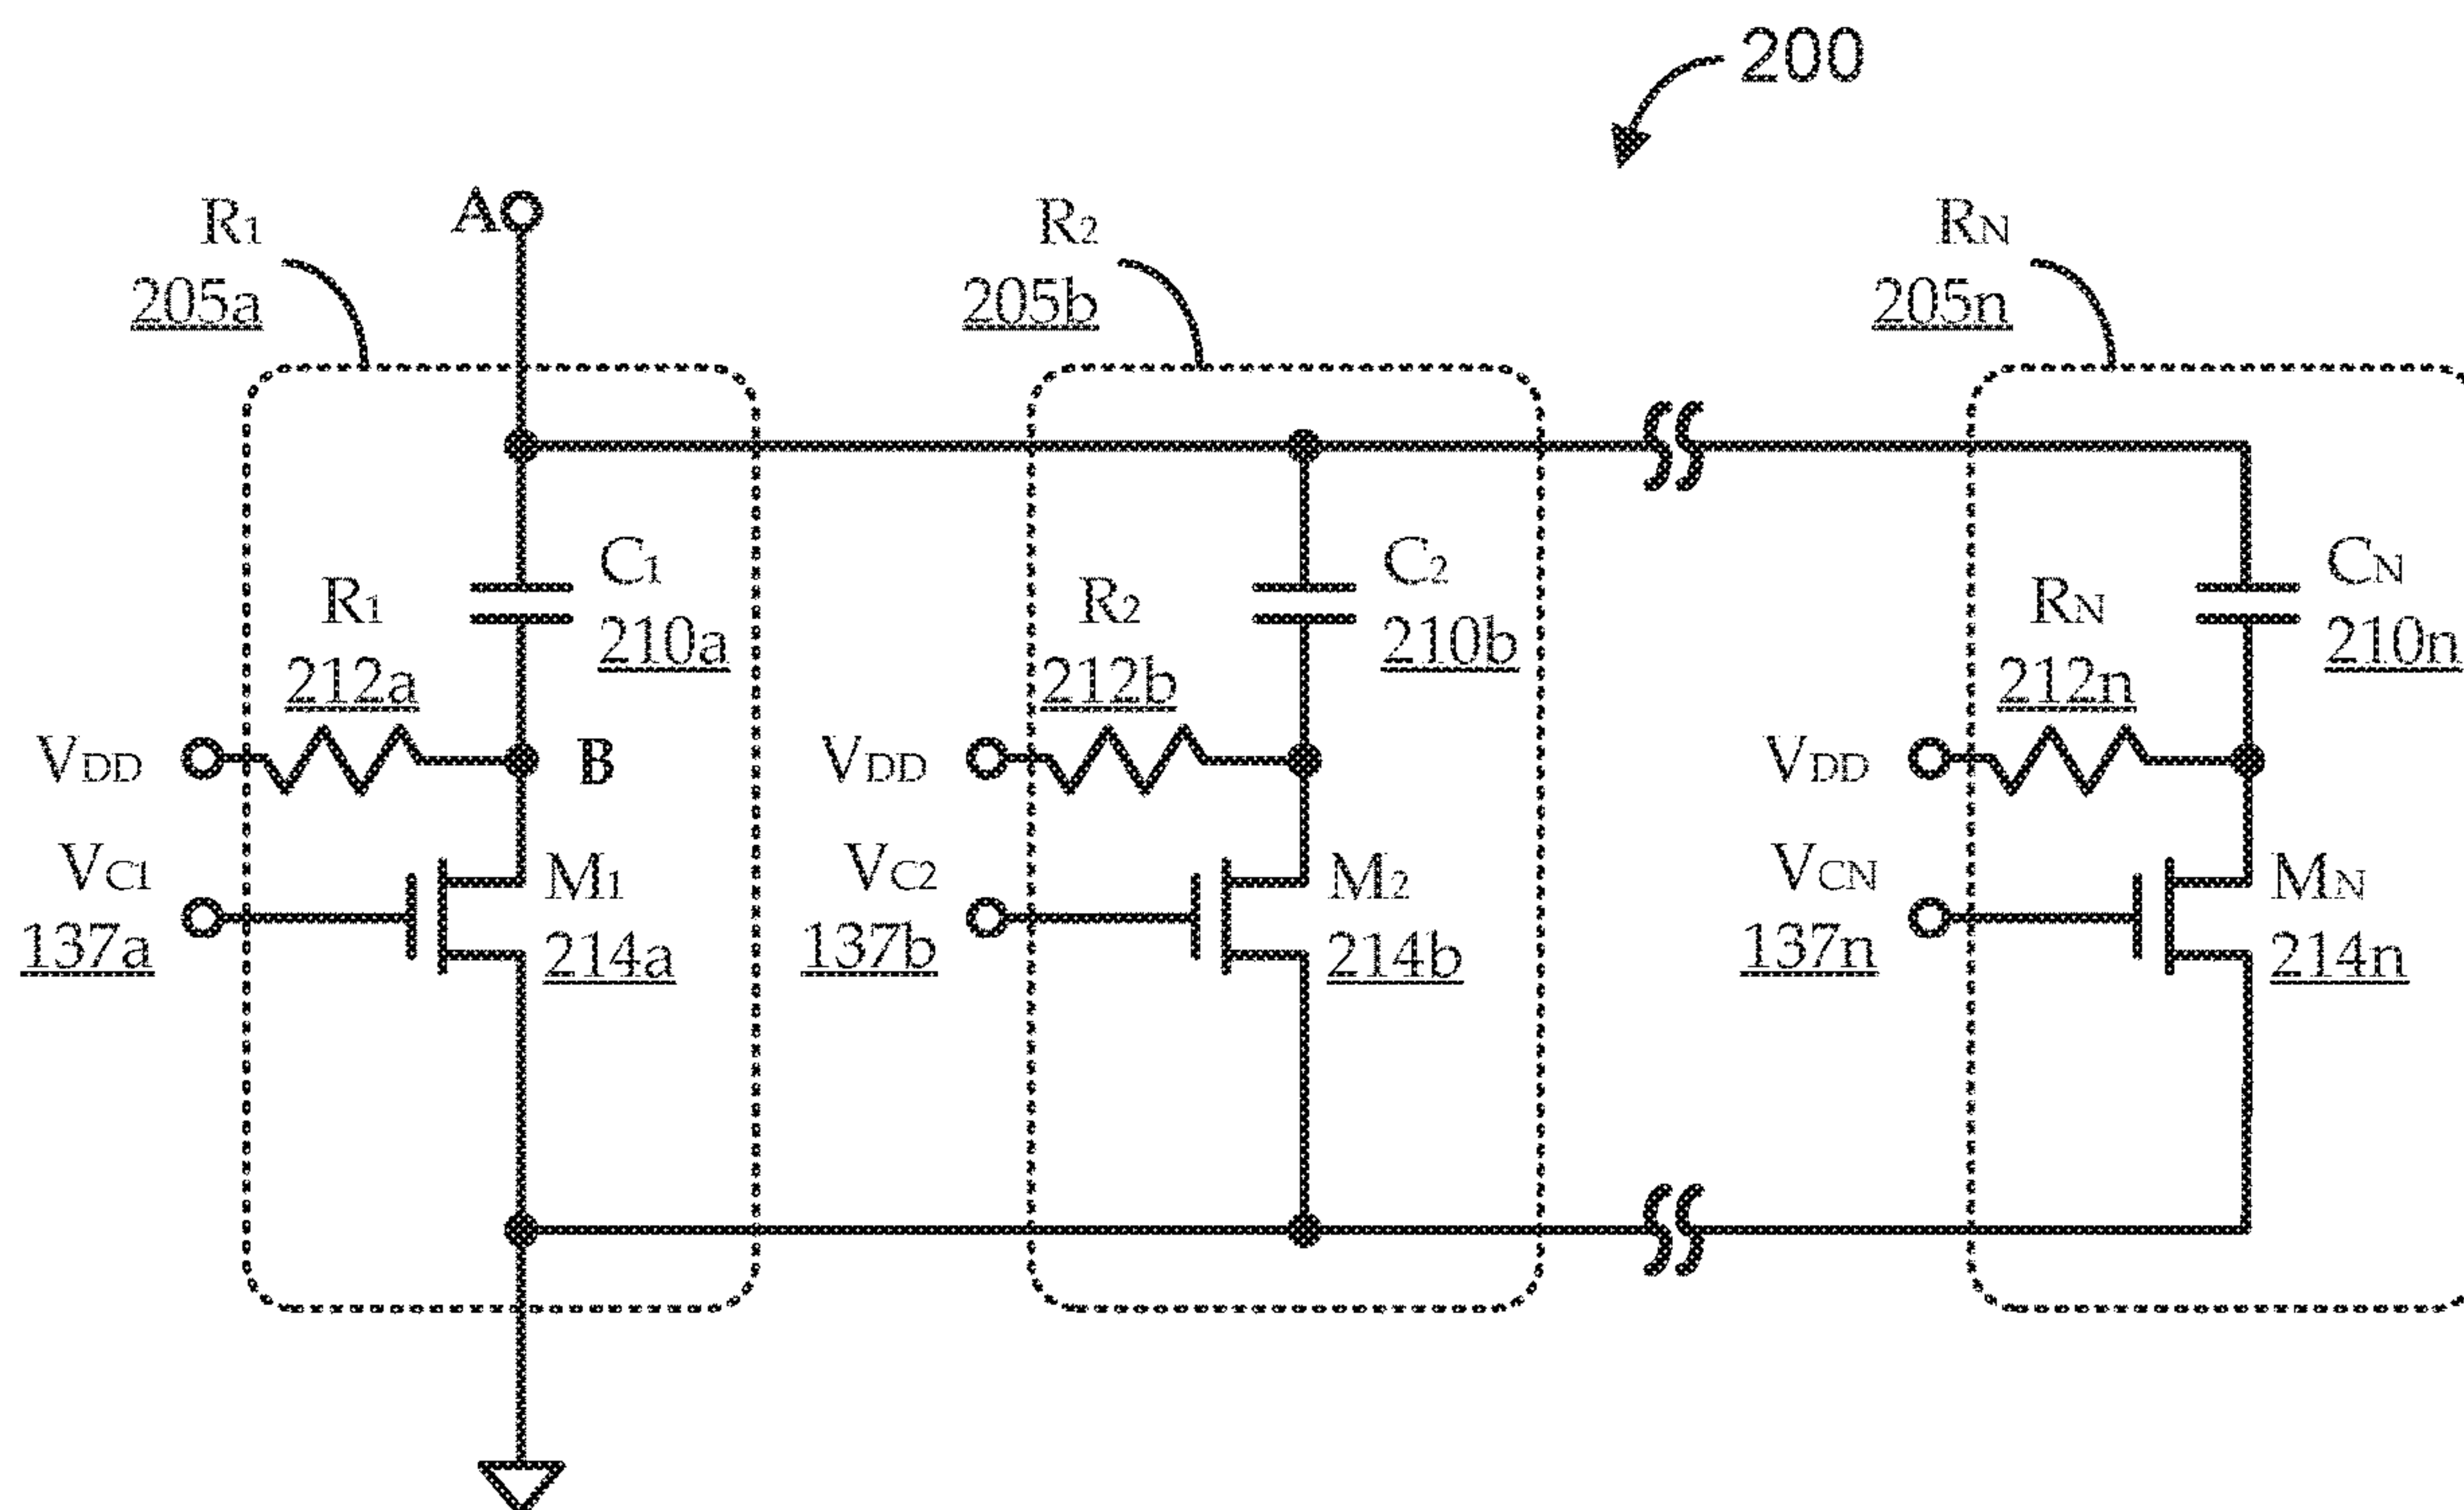 200
R1
205a
A
R2
205b
RN
205n
R1
212a
C1
210a
R2
212b
C2
210b
RN
212n
CN
210n
VDD
B
VDD
VDD
VC1
137a
M1
214a
VC2
137b
M2
214b
VCN
137n
MN
214n